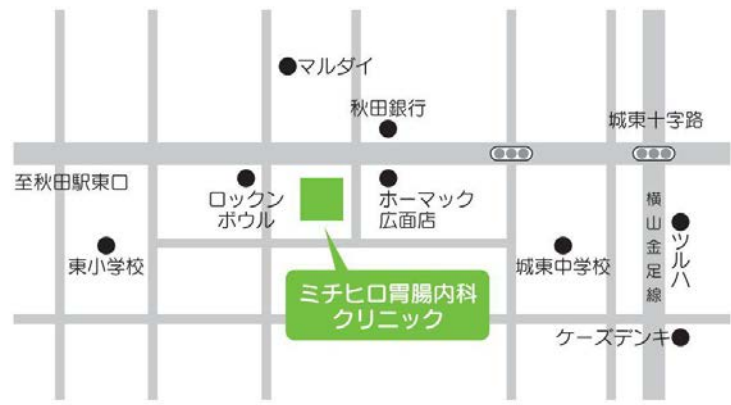 マルダイ
秋田銀行
城東十字路
至秋田駅東口
ロックン
ボウル
ホーマック
広面店
横山金足線
ツルハ
東小学校
城東中学校
ミチヒロ胃腸内科
クリニック
ケーズデンキ